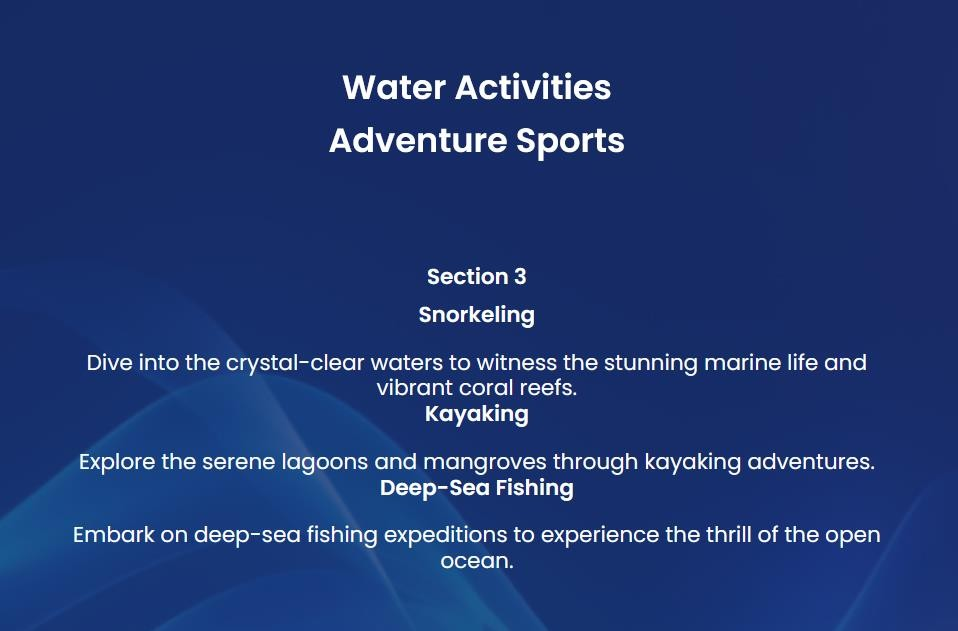 Water Activities
Adventure Sports
Section 3
Snorkeling
Dive into the crystal-clear waters to witness the stunning marine life and
vibrant coral reefs.
Kayaking
Explore the serene lagoons and mangroves through kayaking adventures.
Deep-Sea Fishing
Embark on deep-sea fishing expeditions to experience the thrill of the open
ocean.